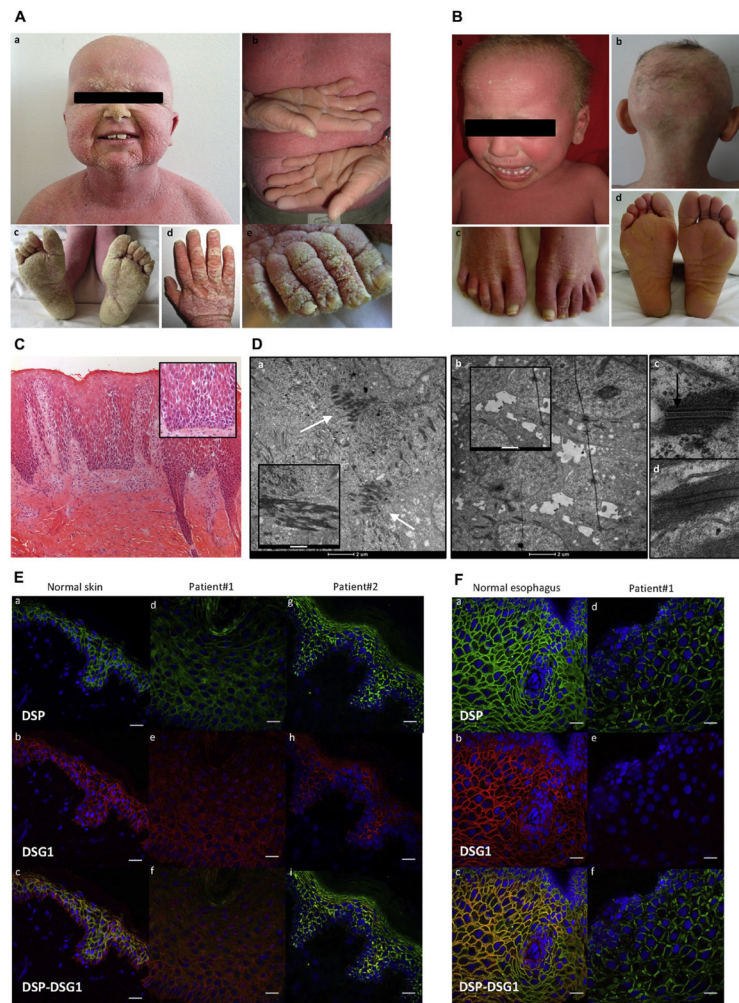 A
B
a
b
a
b
c
d
e
c
d
C
D
a
b
c
d
2 um
2 um
E
F
Normal skin
Patient#1
Patient#2
Normal esophagus
Patient#1
a
d
g
a
d
DSP
DSP
b
e
h
b
e
DSG1
DSG1
c
f
i
c
f
DSP-DSG1
DSP-DSG1